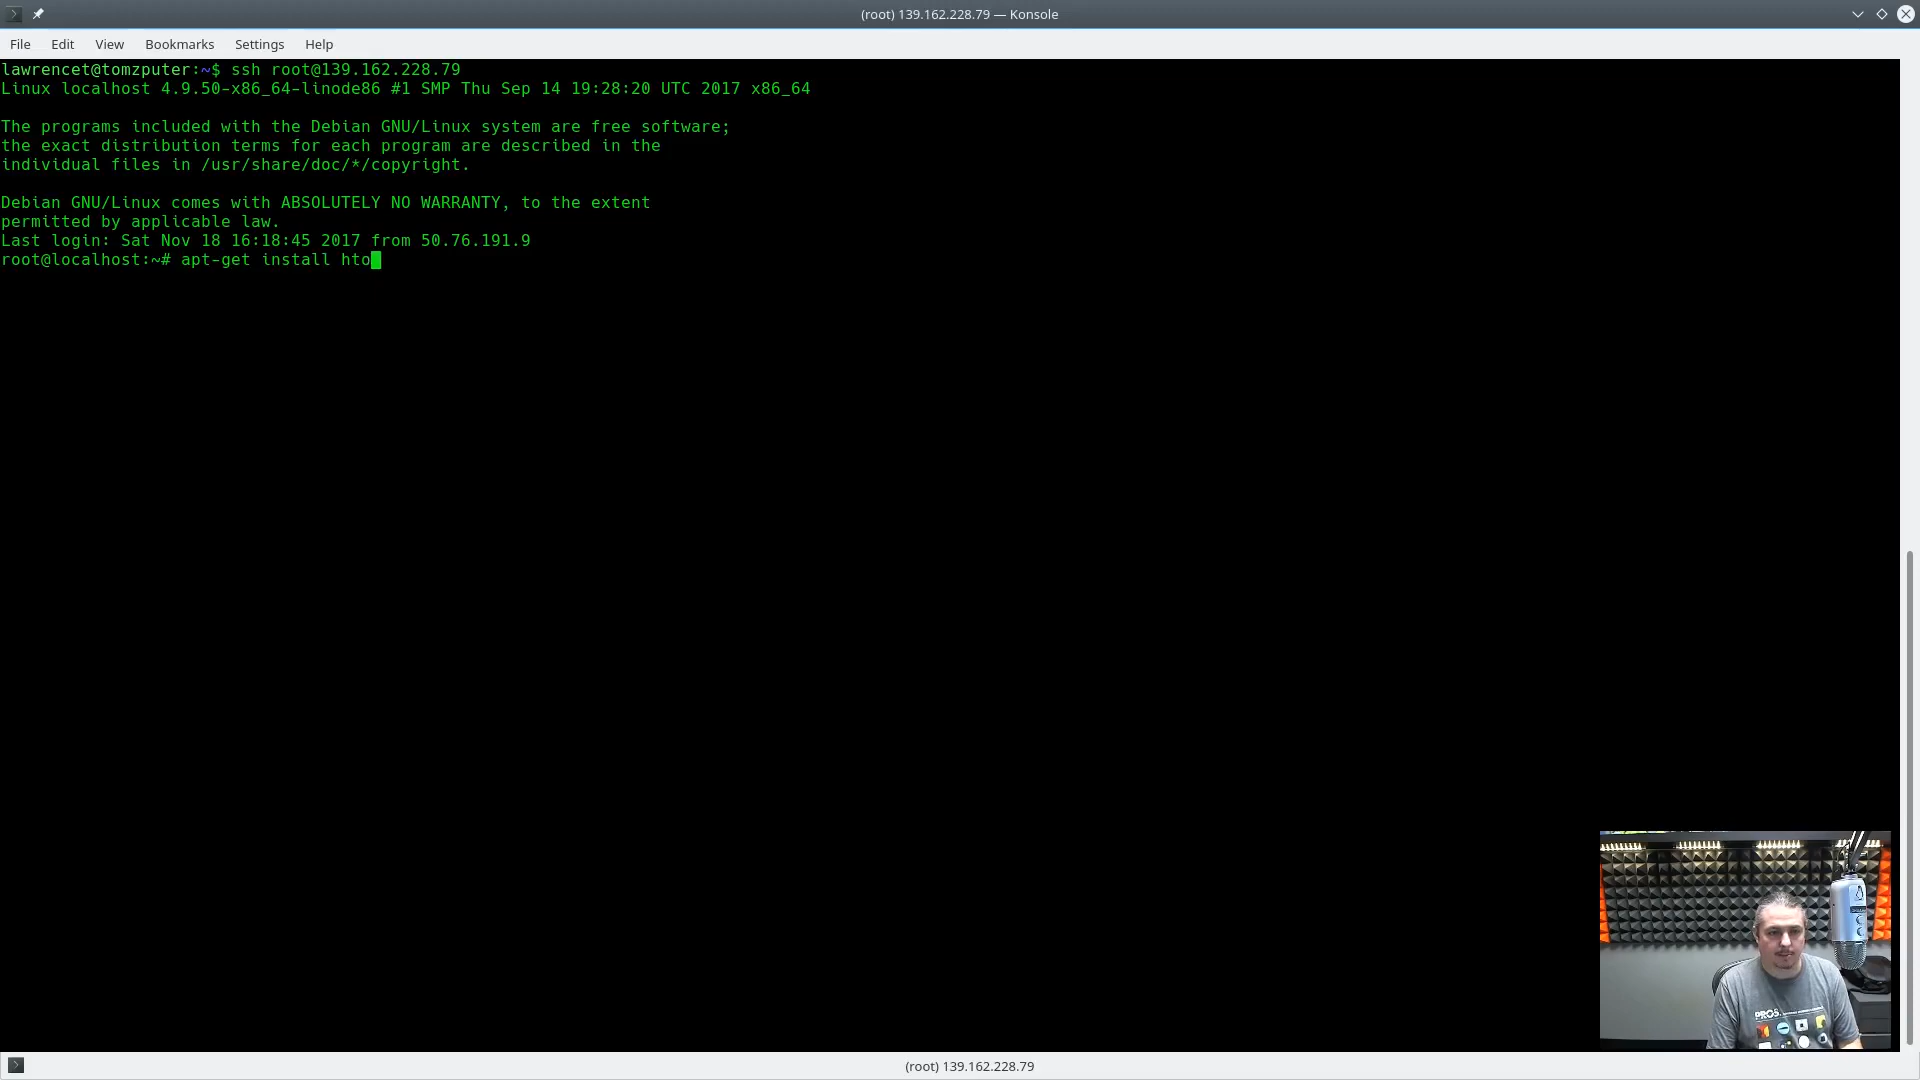 (root) 139.162.228.79 — Konsole
File Edit View Bookmarks Settings Help
lawrencet@tomzputer:~$ ssh root@139.162.228.79
Linux localhost 4.9.50-x86_64-linode86 #1 SMP Thu Sep 14 19:28:20 UTC 2017 x86_64
The programs included with the Debian GNU/Linux system are free software;
the exact distribution terms for each program are described in the
individual files in /usr/share/doc/*/copyright.
Debian GNU/Linux comes with ABSOLUTELY NO WARRANTY, to the extent
permitted by applicable law.
Last login: Sat Nov 18 16:18:45 2017 from 50.76.191.9
root@localhost:~# apt-get install hto
PROS.
(root) 139.162.228.79